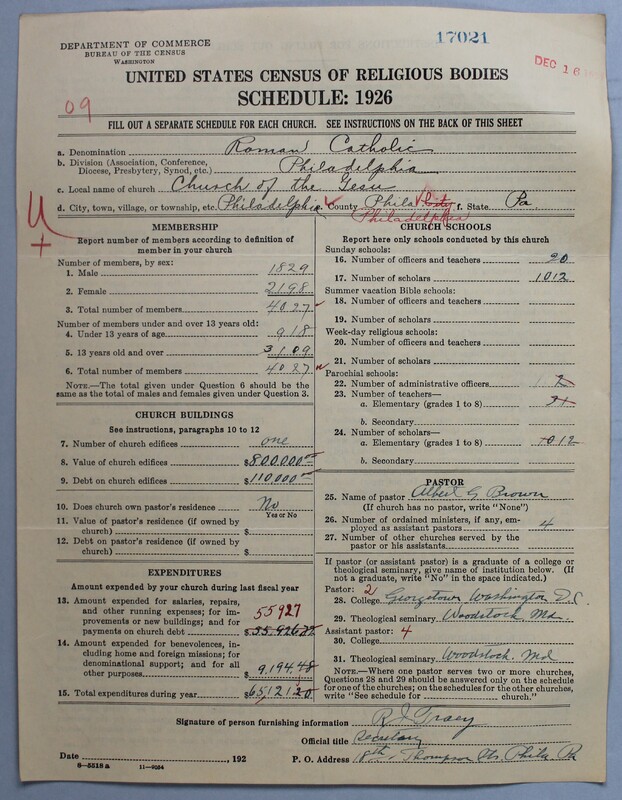 17021
DEPARTMENT OF COMMERCE
BUREAU OF THE CENSUS
WASHINGTON
DEC 16
UNITED STATES CENSUS OF RELIGIOUS BODIES
SCHEDULE: 1926
09
FILL OUT A SEPARATE SCHEDULE FOR EACH CHURCH. SEE INSTRUCTIONS ON THE BACK OF THIS SHEET
a. Denomination Roman Catholic
b. Division (Association, Conference, Diocese, Presbytery, Synod, etc.) Philadelphia
c. Local name of church Church of the Gesu
d. City, town, village, or township, etc. Philadelphia County Phila City f. State Pa
Philadelphia
MEMBERSHIP
Report number of members according to definition of
member in your church
Number of members, by sex:
1. Male 1829
2. Female 2198
3. Total number of members 4027
Number of members under and over 13 years old:
4. Under 13 years of age 918
5. 13 years old and over 3109
6. Total number of members 4027
NOTE.—The total given under Question 6 should be
same as the total of males and females given under Question 3.
CHURCH BUILDINGS
See instructions, paragraphs 10 to 12
7. Number of church edifices one
8. Value of church edifices $800,000
9. Debt on church edifices $110,000
10. Does church own pastor's residence? No
Yes or No
11. Value of pastor's residence (if owned by
church) $
12. Debt on pastor's residence (if owned by
church) $
EXPENDITURES
Amount expended by your church during last fiscal year
13. Amount expended for salaries, repairs,
and other running expenses; for im-
provements or new buildings; and for
payments on church debt $ 55927
14. Amount expended for benevolences, in-
cluding home and foreign missions; for
denominational support; and for all
other purposes $9,194.48
15. Total expenditures during year $65,121.20
CHURCH SCHOOLS
Report here only schools conducted by this church
Sunday schools:
16. Number of officers and teachers 20
17. Number of scholars 1012
Summer vacation Bible schools:
18. Number of officers and teachers
19. Number of scholars
Week-day religious schools:
20. Number of officers and teachers
21. Number of scholars
Parochial schools:
22. Number of administrative officers 2
23. Number of teachers—
a. Elementary (grades 1 to 8) 21
b. Secondary
24. Number of scholars—
a. Elementary (grades 1 to 8) 1012
b. Secondary
PASTOR
25. Name of pastor Albert G Brown
(If church has no pastor, write "None")
26. Number of ordained ministers, if any, em-
ployed as assistant pastors 4
27. Number of other churches served by the
pastor or his assistants
If pastor (or assistant pastor) is a graduate of a college or
theological seminary, give name of institution below. (If
not a graduate, write "No" in the space indicated.)
Pastor: 2
28. College Georgetown Washington D.C.
29. Theological seminary Woodstock Md.
Assistant pastor: 4
30. College
31. Theological seminary Woodstock Md
NOTE.—Where one pastor serves two or more churches,
Questions 28 and 29 should be answered only on the schedule
for one of the churches; on the schedules for the other churches,
write "See schedule for church."
Signature of person furnishing information R J Tracy
Official title Secretary
Date , 192 P. O. Address 18th Thompson Sts Phila. Pa
8—5518 a 11—9234